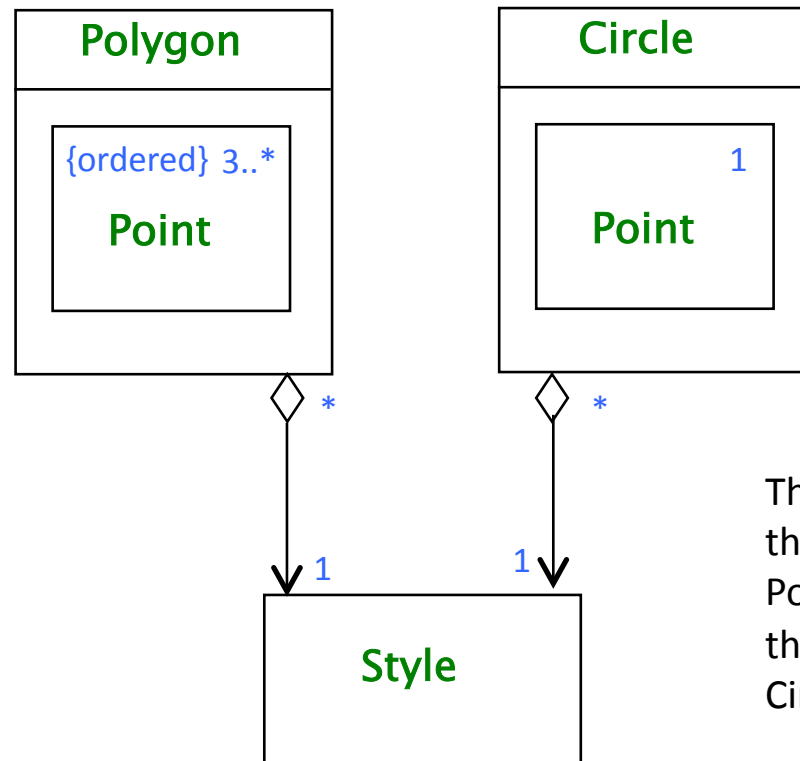 Polygon
Circle
{ordered} 3..*
1
Point
Point
*
*
1
1
Style